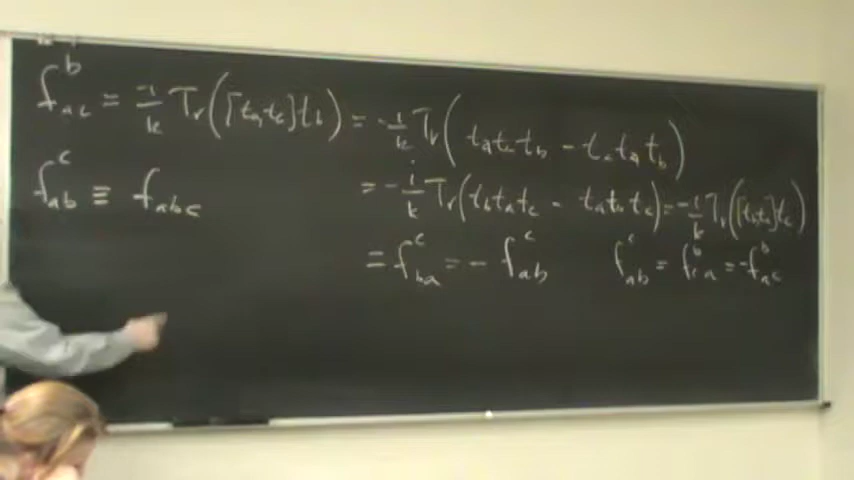 f_{ac}^b = -i/k Tr([t_a t_c] t_b) = -i/k Tr(t_a t_c t_b - t_c t_a t_b)
f_{ab}^c ≡ f_{abc} = -i/k Tr(t_b t_a t_c - t_a t_b t_c) = -i/k Tr([t_b t_a] t_c)
= f_{ba}^c = - f_{ab}^c f_{ab}^c = f_{ca}^b = -f_{ac}^b